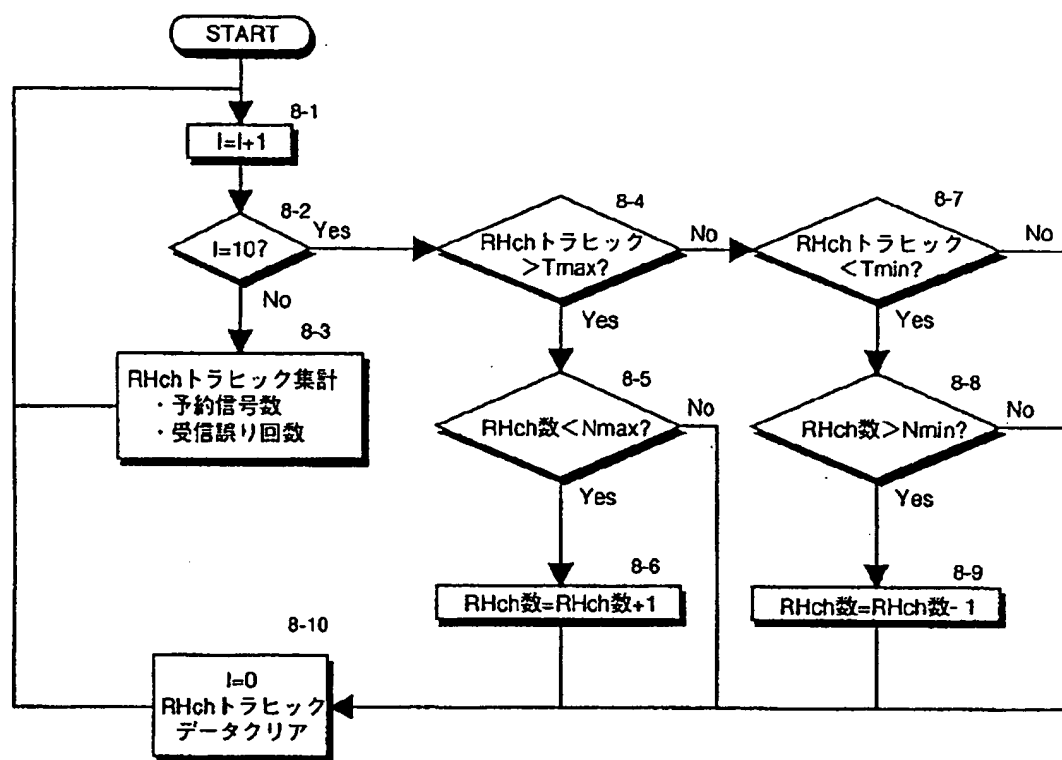 START
8-1
I=I+1
8-2
I=10?
Yes
No
8-3
RHchトラヒック集計
・予約信号数
・受信誤り回数
8-4
RHchトラヒック
＞Tmax?
No
Yes
8-5
RHch数＜Nmax?
No
Yes
8-6
RHch数=RHch数+1
8-7
RHchトラヒック
＜Tmin?
No
Yes
8-8
RHch数＞Nmin?
No
Yes
8-9
RHch数=RHch数- 1
8-10
I=0
RHchトラヒック
データクリア